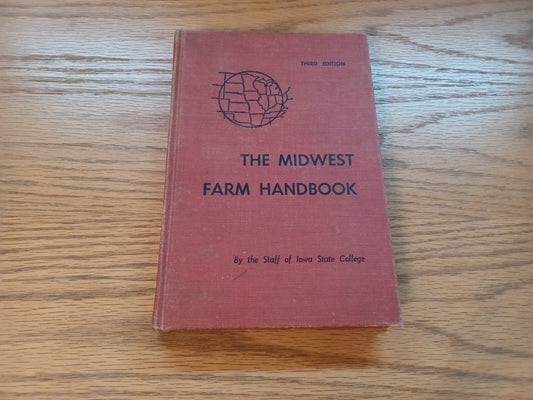 THIRD EDITION
THE MIDWEST
FARM HANDBOOK
By the Staff of Iowa State College